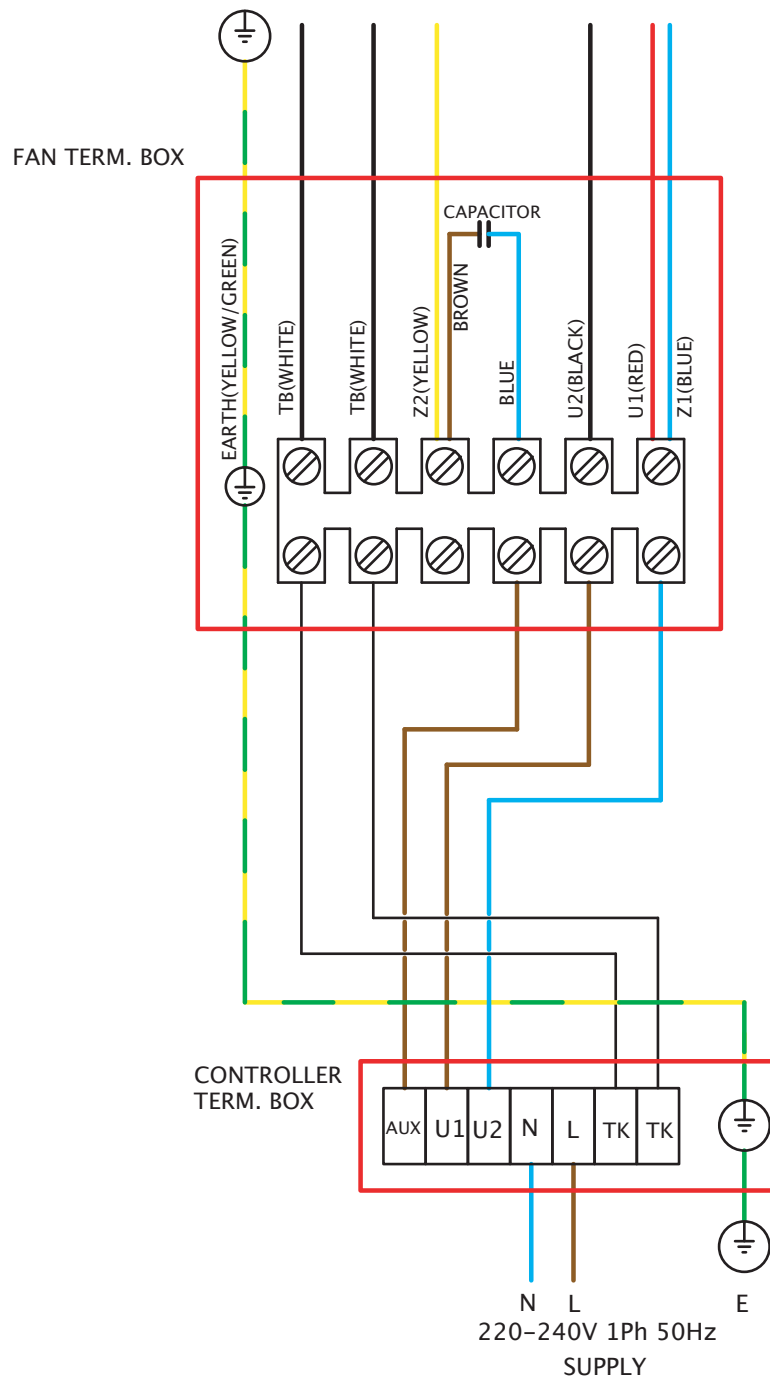 FAN TERM. BOX
CAPACITOR
EARTH(YELLOW/GREEN)
TB(WHITE)
TB(WHITE)
Z2(YELLOW)
BROWN
BLUE
U2(BLACK)
U1(RED)
Z1(BLUE)
CONTROLLER
TERM. BOX
AUX U1 U2 N L TK TK
N L E
220-240V 1Ph 50Hz
SUPPLY